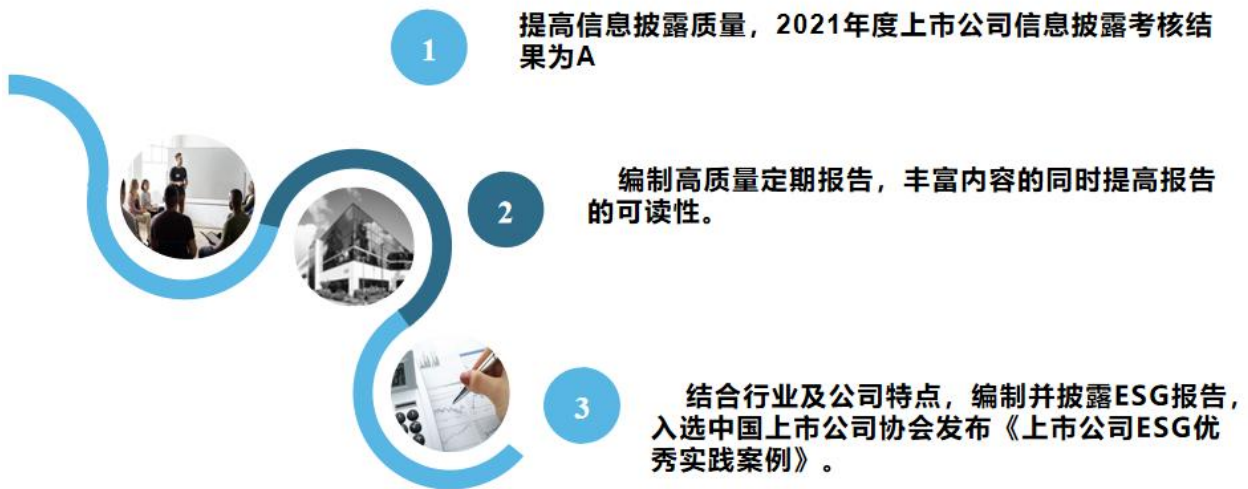 1
提高信息披露质量，2021年度上市公司信息披露考核结
果为A
2
编制高质量定期报告，丰富内容的同时提高报告
的可读性。
3
结合行业及公司特点，编制并披露ESG报告，
入选中国上市公司协会发布《上市公司ESG优
秀实践案例》。